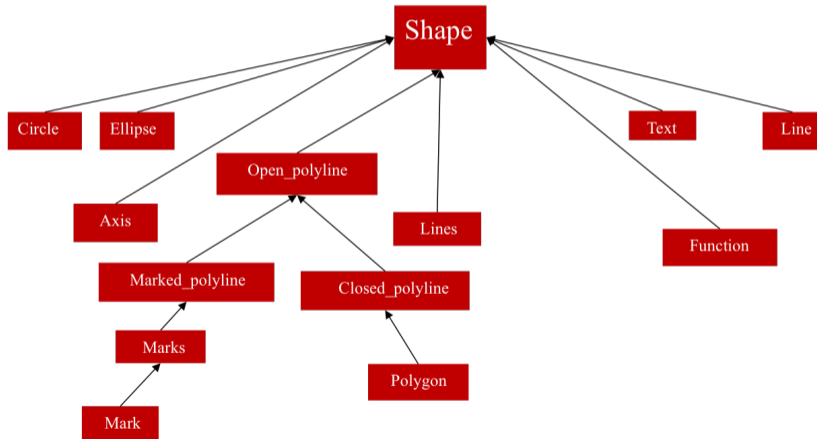 Shape
Circle
Ellipse
Text
Line
Open_polyline
Axis
Lines
Function
Marked_polyline
Closed_polyline
Marks
Polygon
Mark